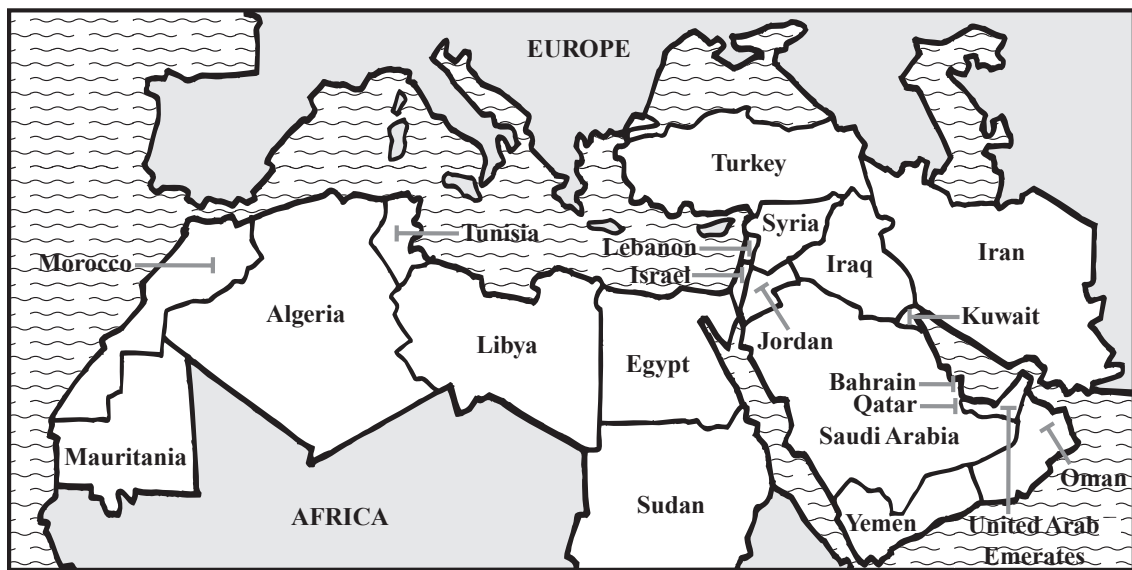 EUROPE
Turkey
Syria
Tunisia
Lebanon
Iran
Morocco
Iraq
Israel
Algeria
Kuwait
Jordan
Libya
Egypt
Bahrain
Qatar
Saudi Arabia
Mauritania
Oman
Sudan
AFRICA
Yemen
United Arab
Emerates